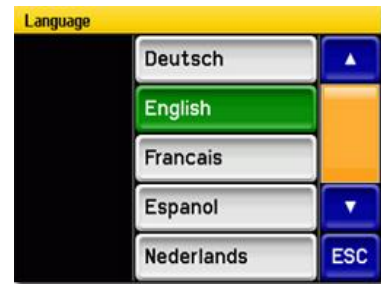 Language
Deutsch
English
Francais
Espanol
Nederlands
ESC